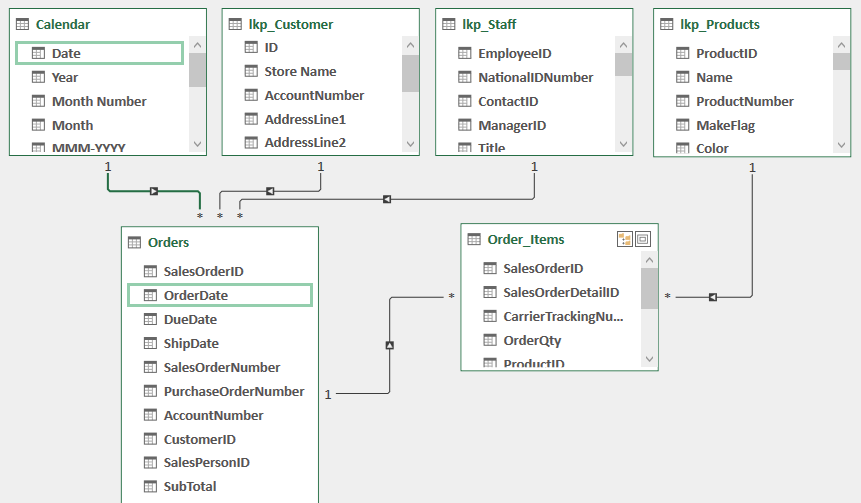 Calendar
Date
Year
Month Number
Month
MMM-YYYY
lkp_Customer
ID
Store Name
AccountNumber
AddressLine1
AddressLine2
lkp_Staff
EmployeeID
NationalIDNumber
ContactID
ManagerID
Title
lkp_Products
ProductID
Name
ProductNumber
MakeFlag
Color
1
1
1
1
*
*
*
Orders
SalesOrderID
OrderDate
DueDate
ShipDate
SalesOrderNumber
PurchaseOrderNumber
AccountNumber
CustomerID
SalesPersonID
SubTotal
1
*
Order_Items
SalesOrderID
SalesOrderDetailID
CarrierTrackingNu...
OrderQty
ProductID
*